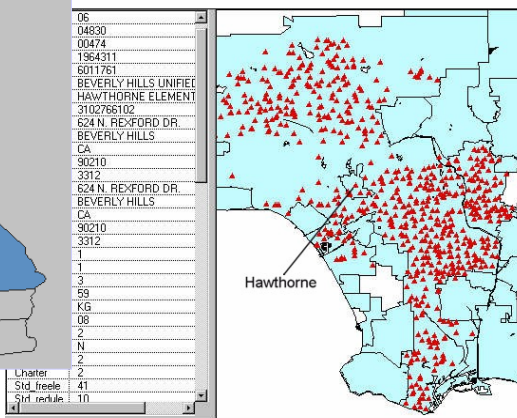 06
04830
00474
1964311
6011761
BEVERLY HILLS UNIFIED
HAWTHORNE ELEMENT
3102766102
624 N. REXFORD DR.
BEVERLY HILLS
CA
90210
3312
624 N. REXFORD DR.
BEVERLY HILLS
CA
90210
3312
1
1
3
59
KG
08
2
N
2
Charter 2
Std_freele 41
Std_redule 10
Hawthorne